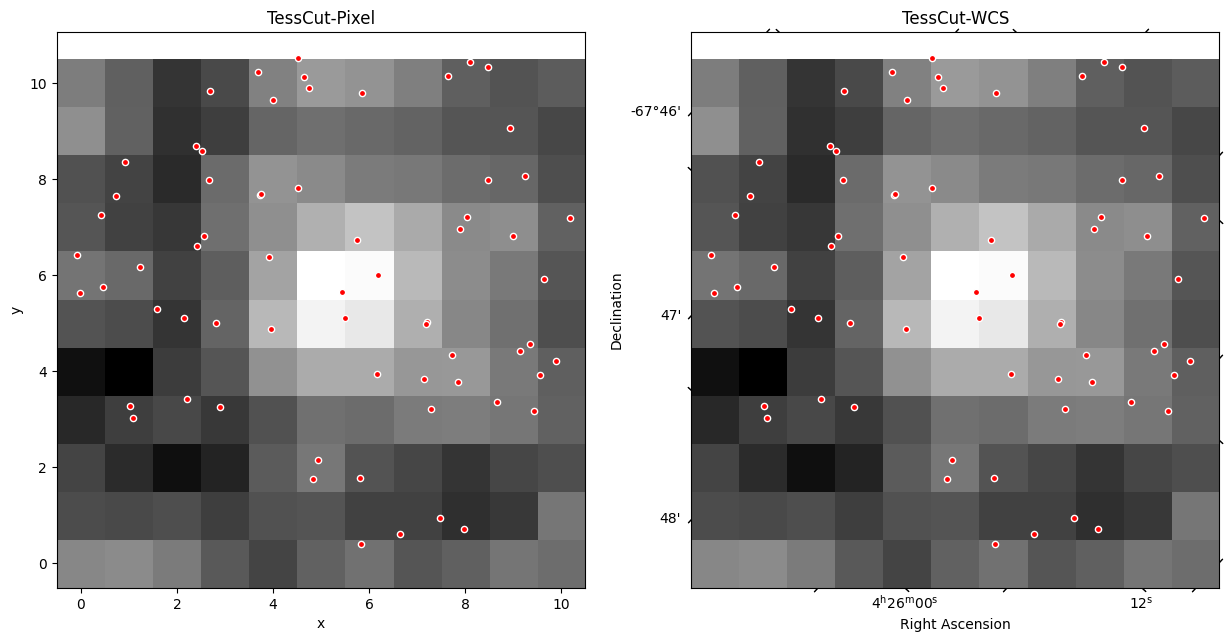 TessCut-Pixel
10
8
6
4
2
0
y
0 2 4 6 8 10
x
TessCut-WCS
-67°46'
47'
48'
Declination
4ʰ26ᵐ00ˢ 12ˢ
Right Ascension